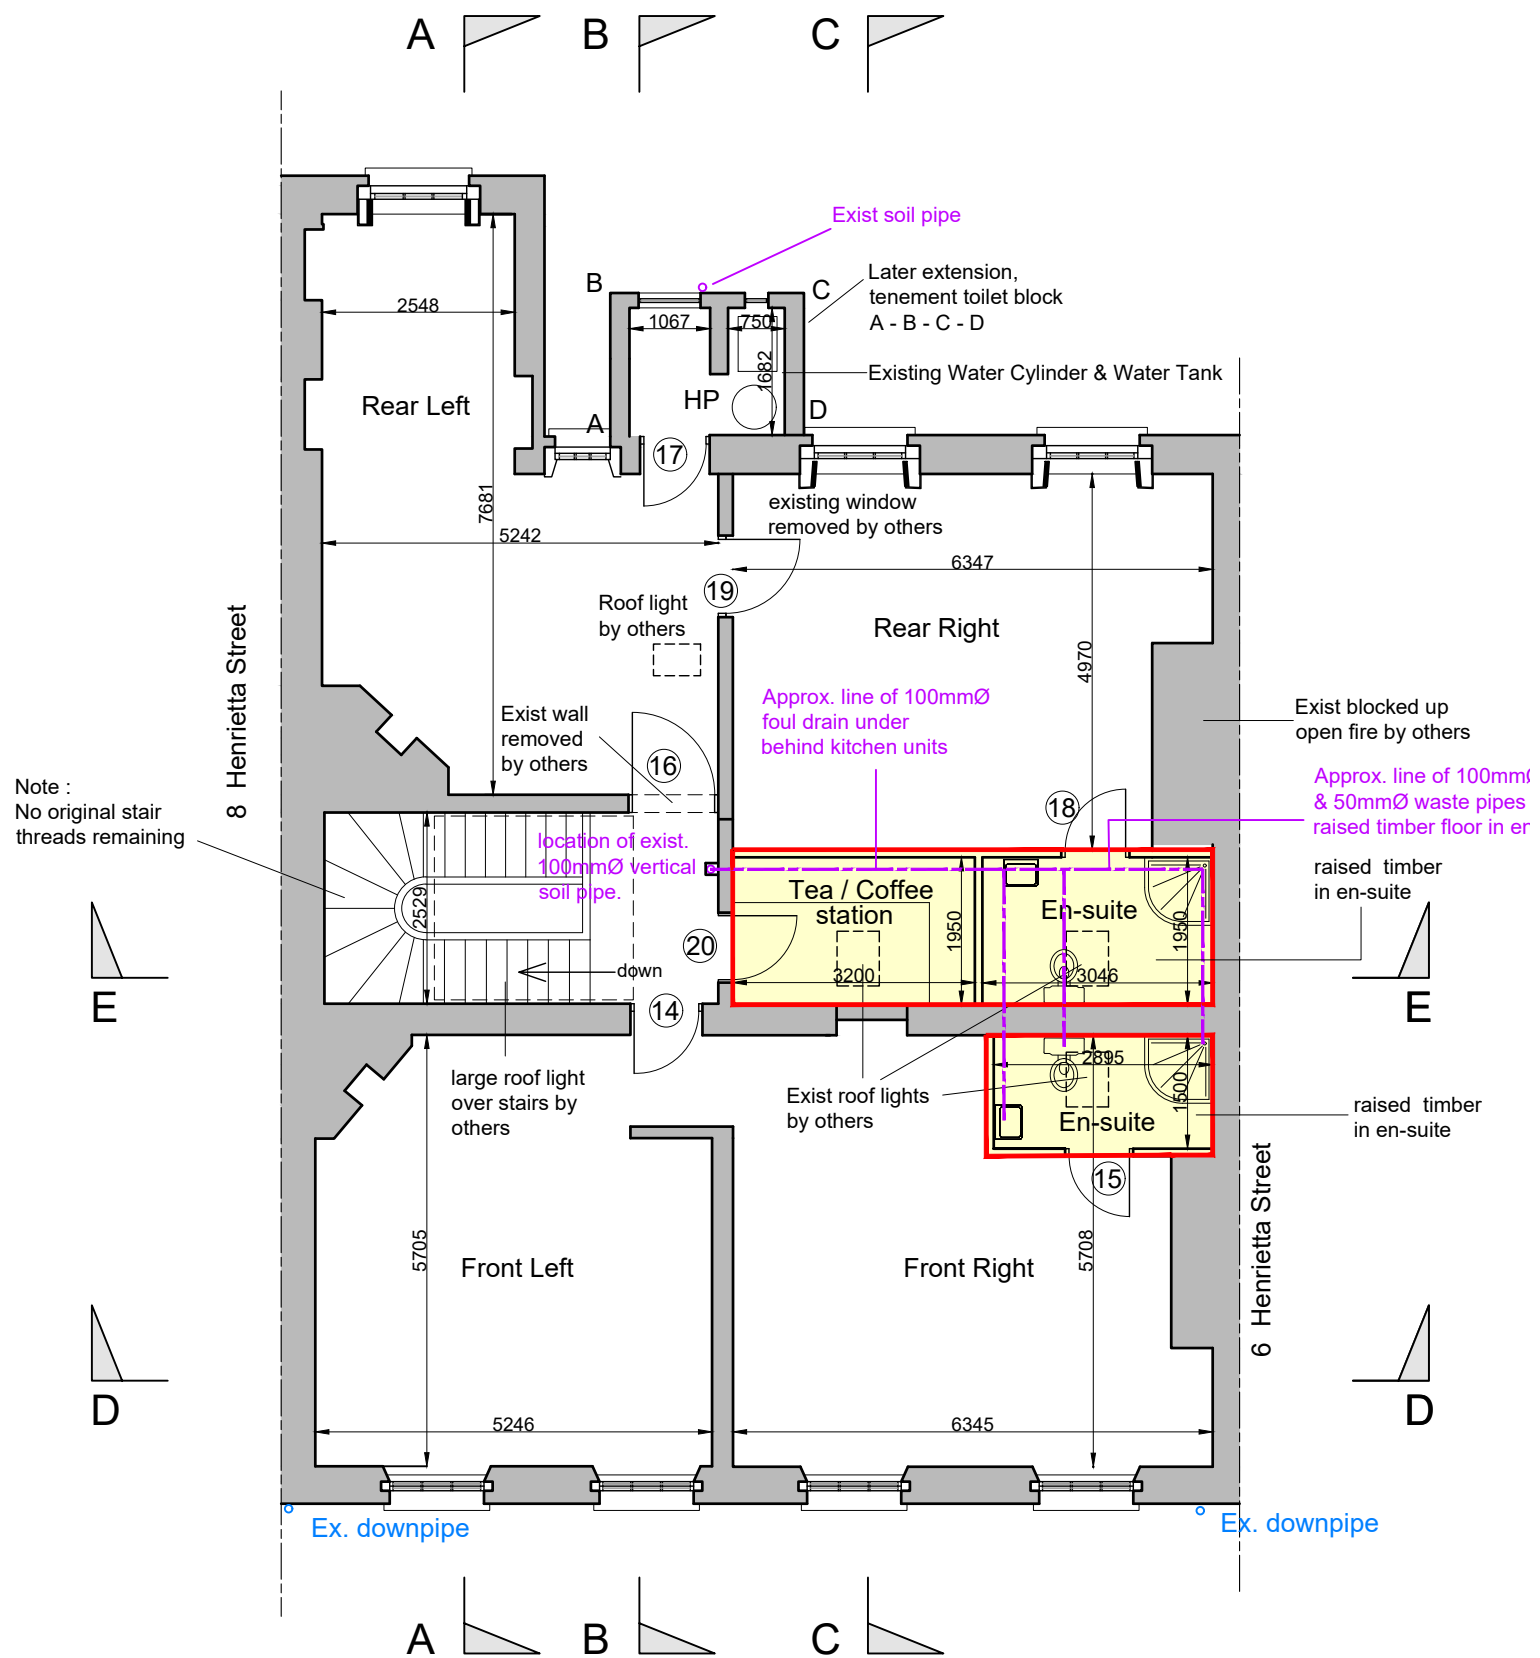 A
B
C
Exist soil pipe
B
C
Later extension,
tenement toilet block
A - B - C - D
2548
1067
750
1682
Existing Water Cylinder & Water Tank
Rear Left
HP
A
D
17
7681
existing window
removed by others
5242
6347
19
Roof light
by others
Rear Right
4970
8 Henrietta Street
Approx. line of 100mmØ
foul drain under
behind kitchen units
Exist wall
removed
by others
16
Exist blocked up
open fire by others
Note :
No original stair
threads remaining
Approx. line of 100mmØ
& 50mmØ waste pipes
raised timber floor in en
18
location of exist.
100mmØ vertical
soil pipe.
raised timber
in en-suite
Tea / Coffee
station
En-suite
2529
1950
1950
20
down
3200
3046
E
E
14
large roof light
over stairs by
others
Exist roof lights
by others
2895
1500
En-suite
raised timber
in en-suite
15
6 Henrietta Street
5705
Front Left
Front Right
5708
D
D
5246
6345
Ex. downpipe
Ex. downpipe
A
B
C